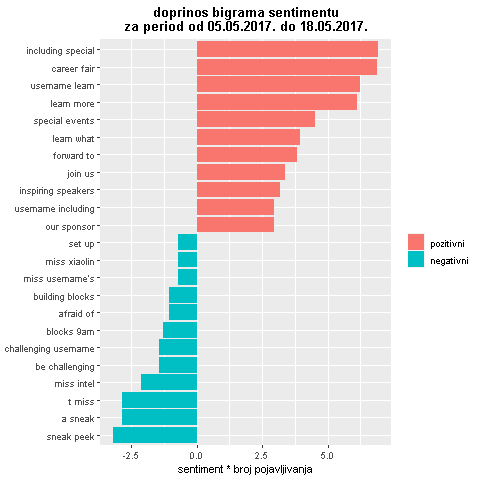 doprinos bigrama sentimentu
za period od 05.05.2017. do 18.05.2017.
including special
career fair
username learn
learn more
special events
learn what
forward to
join us
inspiring speakers
username including
our sponsor
set up
miss xiaolin
miss username's
building blocks
afraid of
blocks 9am
challenging username
be challenging
miss intel
t miss
a sneak
sneak peek
pozitivni
negativni
-2.5 0.0 2.5 5.0
sentiment * broj pojavljivanja